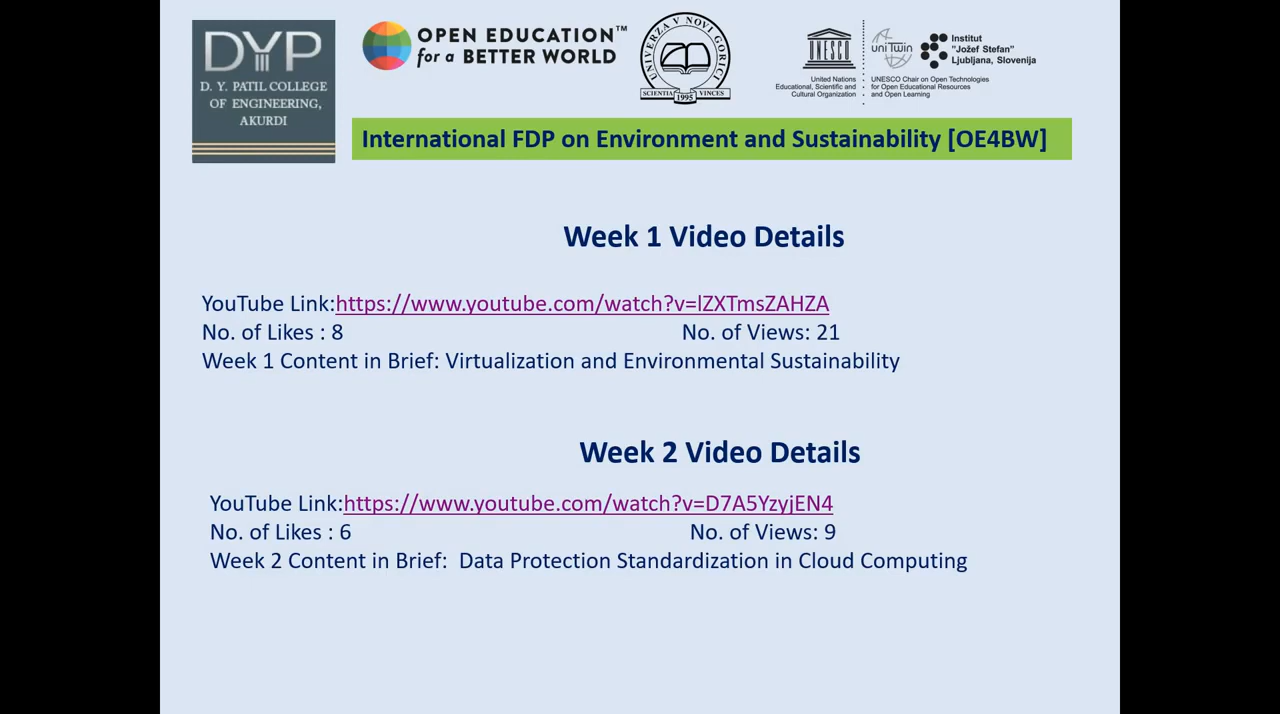 DYP
D. Y. PATIL COLLEGE
OF ENGINEERING,
AKURDI
OPEN EDUCATION™
for a BETTER WORLD
UNIVERZA V NOVI GORICI
SCIENTIA VINCES
1995
UNESCO
United Nations
Educational, Scientific and
Cultural Organization
uniTwin
Institut
"Jožef Stefan"
Ljubljana, Slovenija
UNESCO Chair on Open Technologies
for Open Educational Resources
and Open Learning
International FDP on Environment and Sustainability [OE4BW]
Week 1 Video Details
YouTube Link:https://www.youtube.com/watch?v=lZXTmsZAHZA
No. of Likes : 8 No. of Views: 21
Week 1 Content in Brief: Virtualization and Environmental Sustainability
Week 2 Video Details
YouTube Link:https://www.youtube.com/watch?v=D7A5YzyjEN4
No. of Likes : 6 No. of Views: 9
Week 2 Content in Brief:  Data Protection Standardization in Cloud Computing